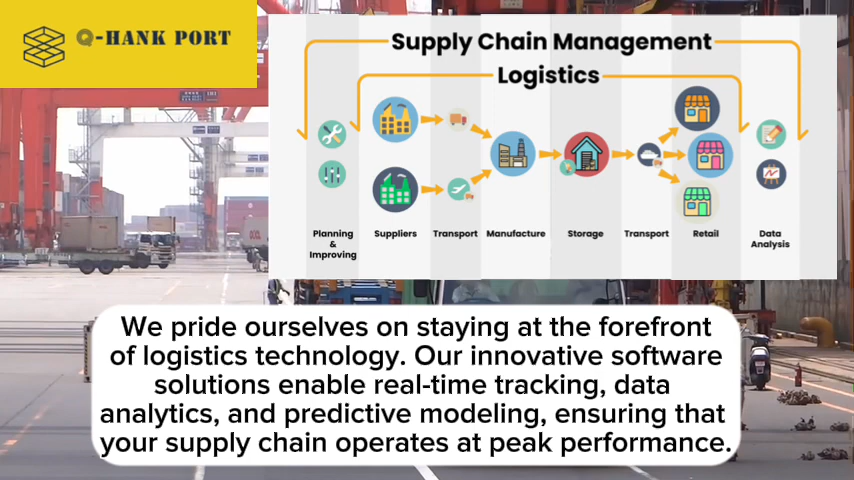 Q-HANK PORT
Supply Chain Management
Logistics
Planning
&
Improving
Suppliers
Transport
Manufacture
Storage
Transport
Retail
Data
Analysis
We pride ourselves on staying at the forefront
of logistics technology. Our innovative software
solutions enable real-time tracking, data
analytics, and predictive modeling, ensuring that
your supply chain operates at peak performance.